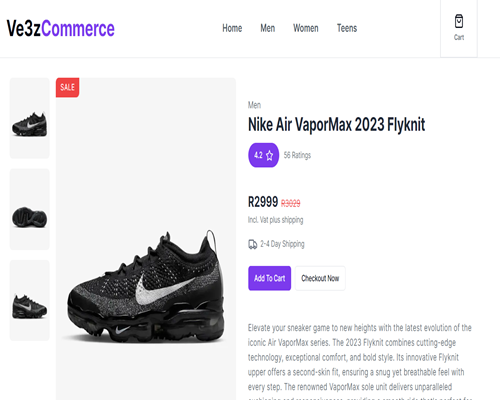 Ve3zCommerce
Home Men Women Teens
Cart
SALE
Men
Nike Air VaporMax 2023 Flyknit
4.2 56 Ratings
R2999 R3029
Incl. Vat plus shipping
2-4 Day Shipping
Add To Cart Checkout Now
Elevate your sneaker game to new heights with the latest evolution of the
iconic Air VaporMax series. The 2023 Flyknit combines cutting-edge
technology, exceptional comfort, and bold style. Its innovative Flyknit
upper offers a second-skin fit, ensuring a snug yet breathable feel with
every step. The renowned VaporMax sole unit delivers unparalleled